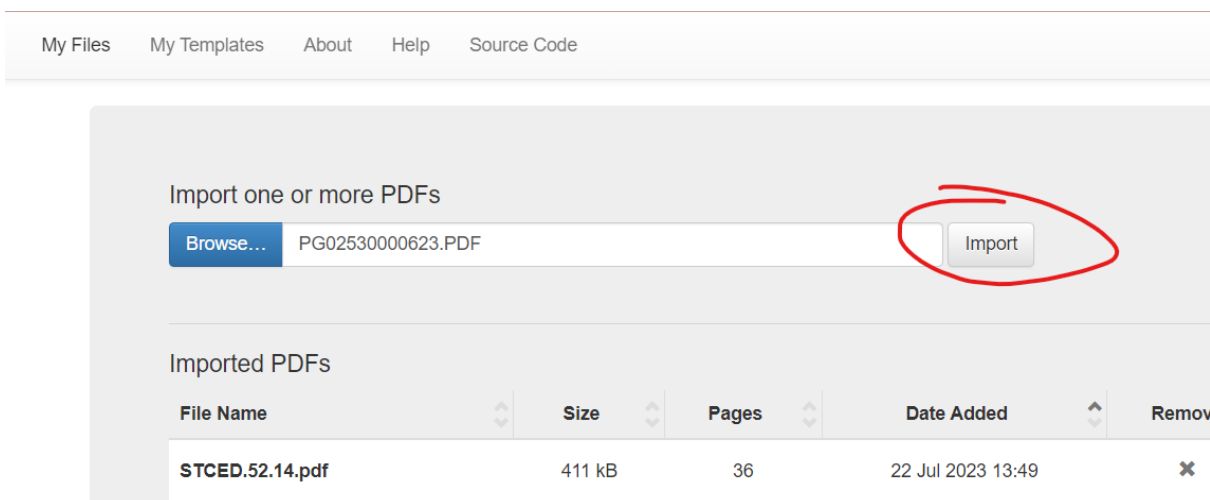 My Files My Templates About Help Source Code
Import one or more PDFs
Browse... PG02530000623.PDF Import
Imported PDFs
File Name Size Pages Date Added Remov
STCED.52.14.pdf 411 kB 36 22 Jul 2023 13:49